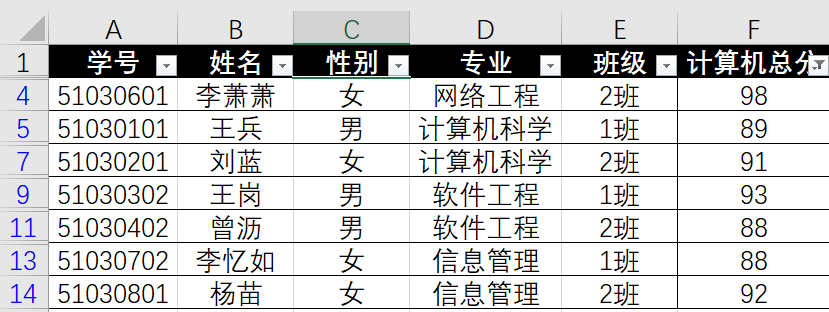 A B C D E F
1 学号 姓名 性别 专业 班级 计算机总分
4 51030601 李萧萧 女 网络工程 2班 98
5 51030101 王兵 男 计算机科学 1班 89
7 51030201 刘蓝 女 计算机科学 2班 91
9 51030302 王岗 男 软件工程 1班 93
11 51030402 曾沥 男 软件工程 2班 88
13 51030702 李忆如 女 信息管理 1班 88
14 51030801 杨苗 女 信息管理 2班 92